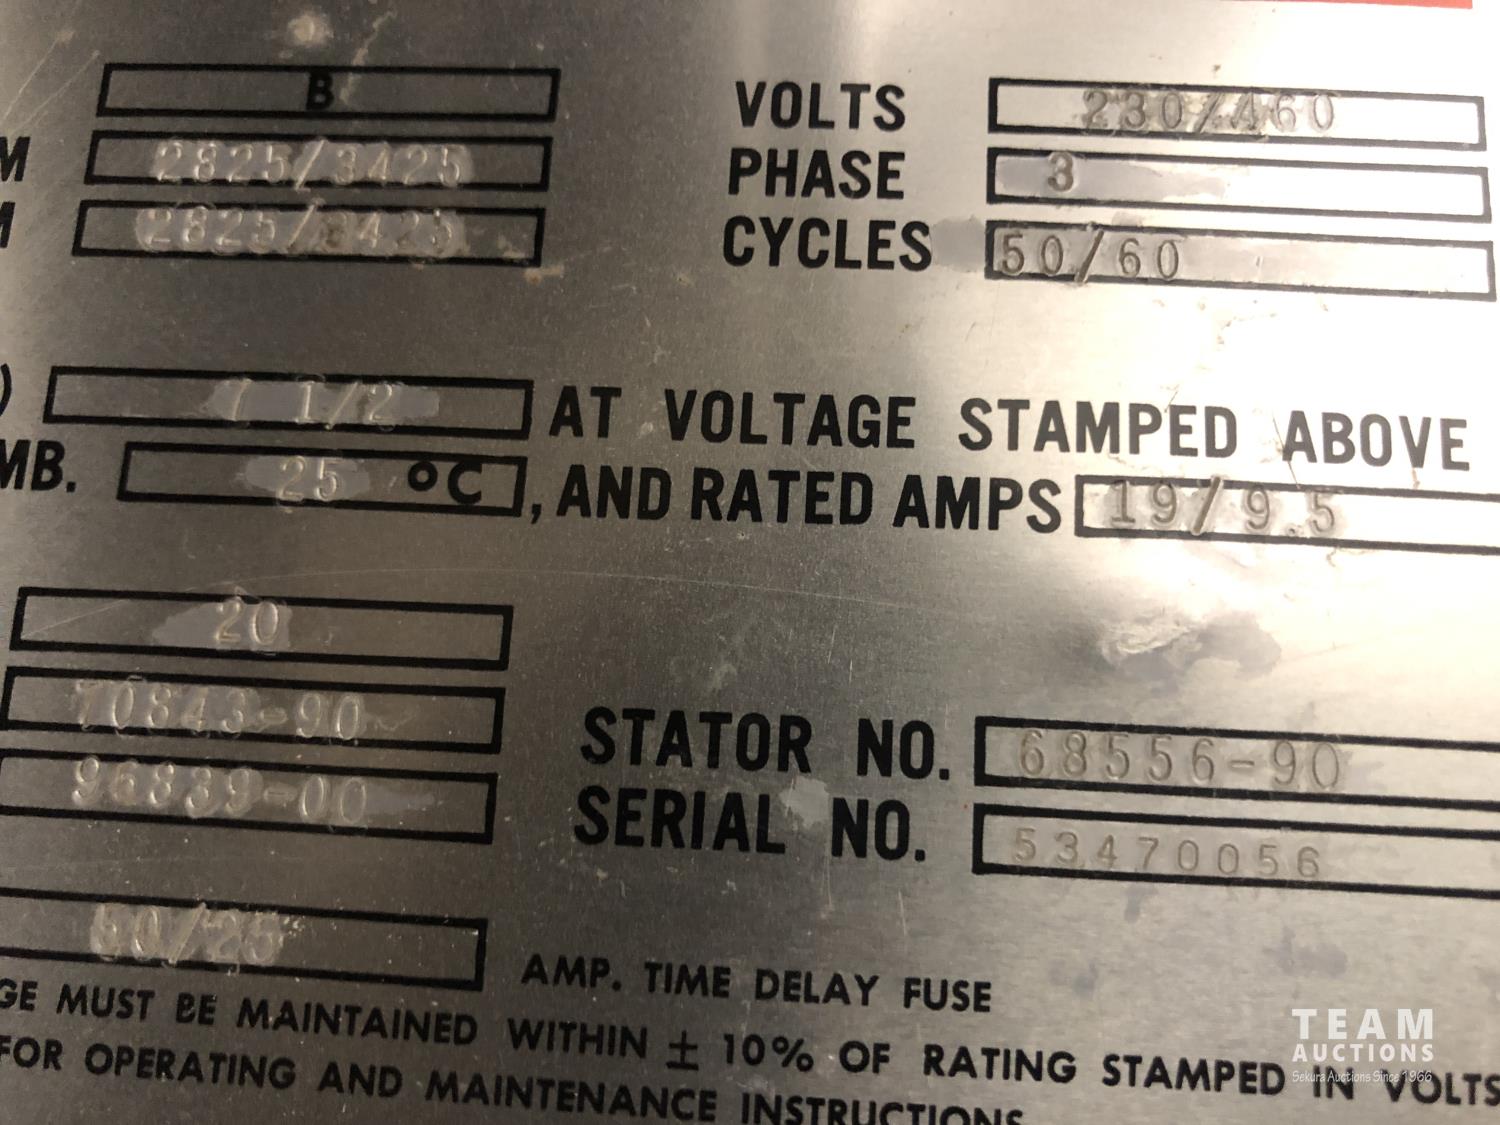 B VOLTS 230/460
M 2825/3425 PHASE 3
M 2825/3425 CYCLES 50/60
) 7 1/2 AT VOLTAGE STAMPED ABOVE
MB. 25 °C, AND RATED AMPS 19/9.5
20
70843-90 STATOR NO. 68556-90
96839-00 SERIAL NO. 53470056
50/25 AMP. TIME DELAY FUSE
GE MUST BE MAINTAINED WITHIN ± 10% OF RATING STAMPED IN VOLTS
FOR OPERATING AND MAINTENANCE INSTRUCTIONS
TEAM
AUCTIONS
Sekura Auctions Since 1966